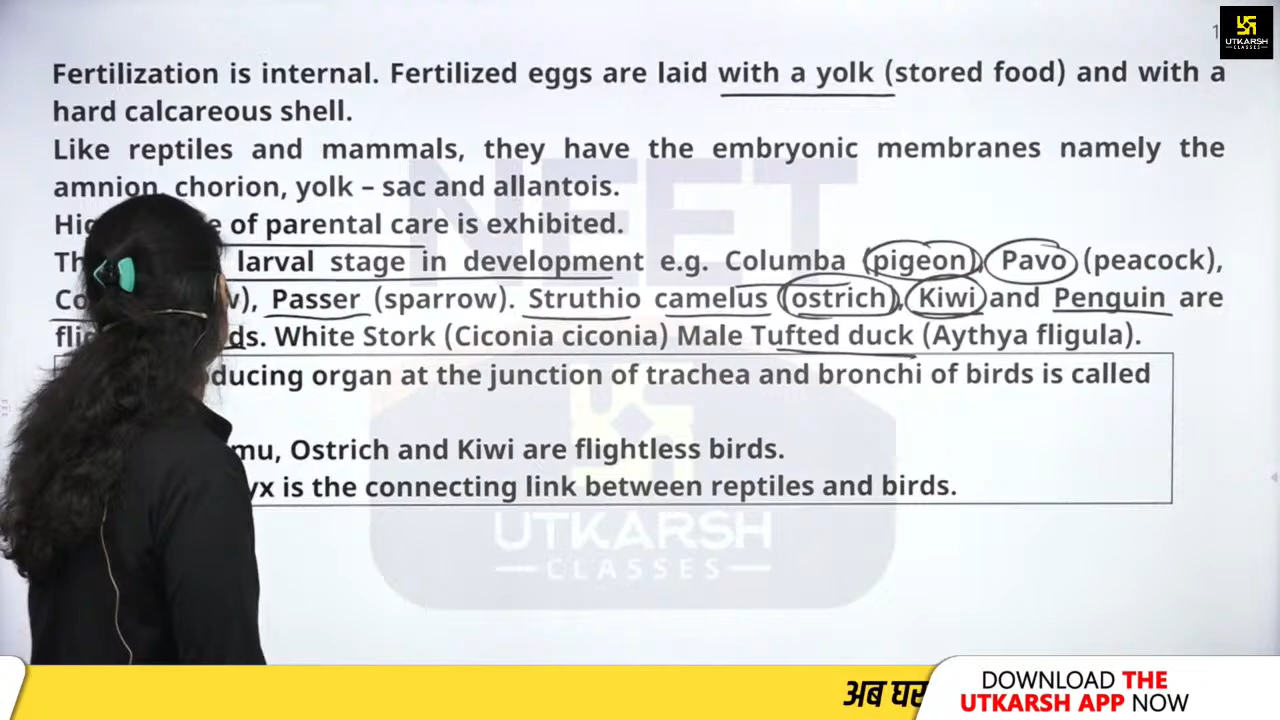 1
UTKARSH
CLASSES
Fertilization is internal. Fertilized eggs are laid with a yolk (stored food) and with a
hard calcareous shell.
Like reptiles and mammals, they have the embryonic membranes namely the
amnion, chorion, yolk – sac and allantois.
of parental care is exhibited.
larval stage in development e.g. Columba (pigeon), Pavo (peacock),
Passer (sparrow). Struthio camelus (ostrich), Kiwi and Penguin are
White Stork (Ciconia ciconia) Male Tufted duck (Aythya fligula).
organ at the junction of trachea and bronchi of birds is called
Ostrich and Kiwi are flightless birds.
is the connecting link between reptiles and birds.
NEET
UTKARSH
CLASSES
अब घर
DOWNLOAD THE
UTKARSH APP NOW